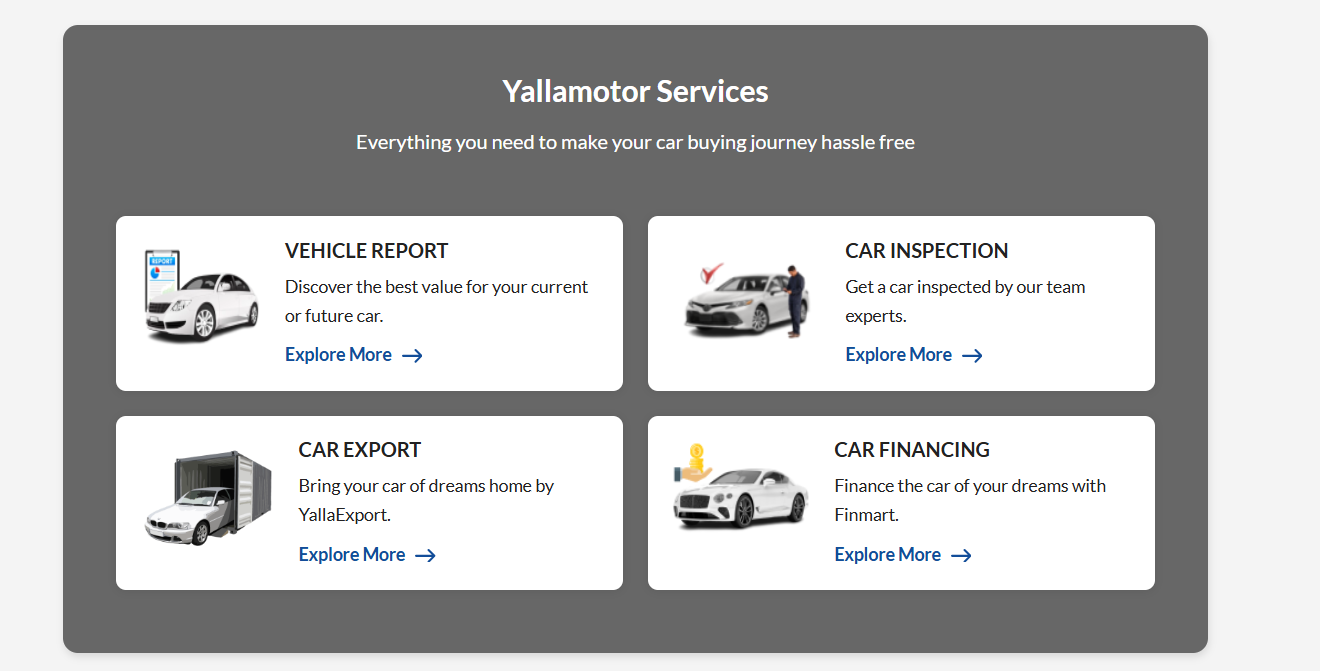 Yallamotor Services
Everything you need to make your car buying journey hassle free
REPORT
VEHICLE REPORT
Discover the best value for your current
or future car.
Explore More
CAR INSPECTION
Get a car inspected by our team
experts.
Explore More
CAR EXPORT
Bring your car of dreams home by
YallaExport.
Explore More
CAR FINANCING
Finance the car of your dreams with
Finmart.
Explore More